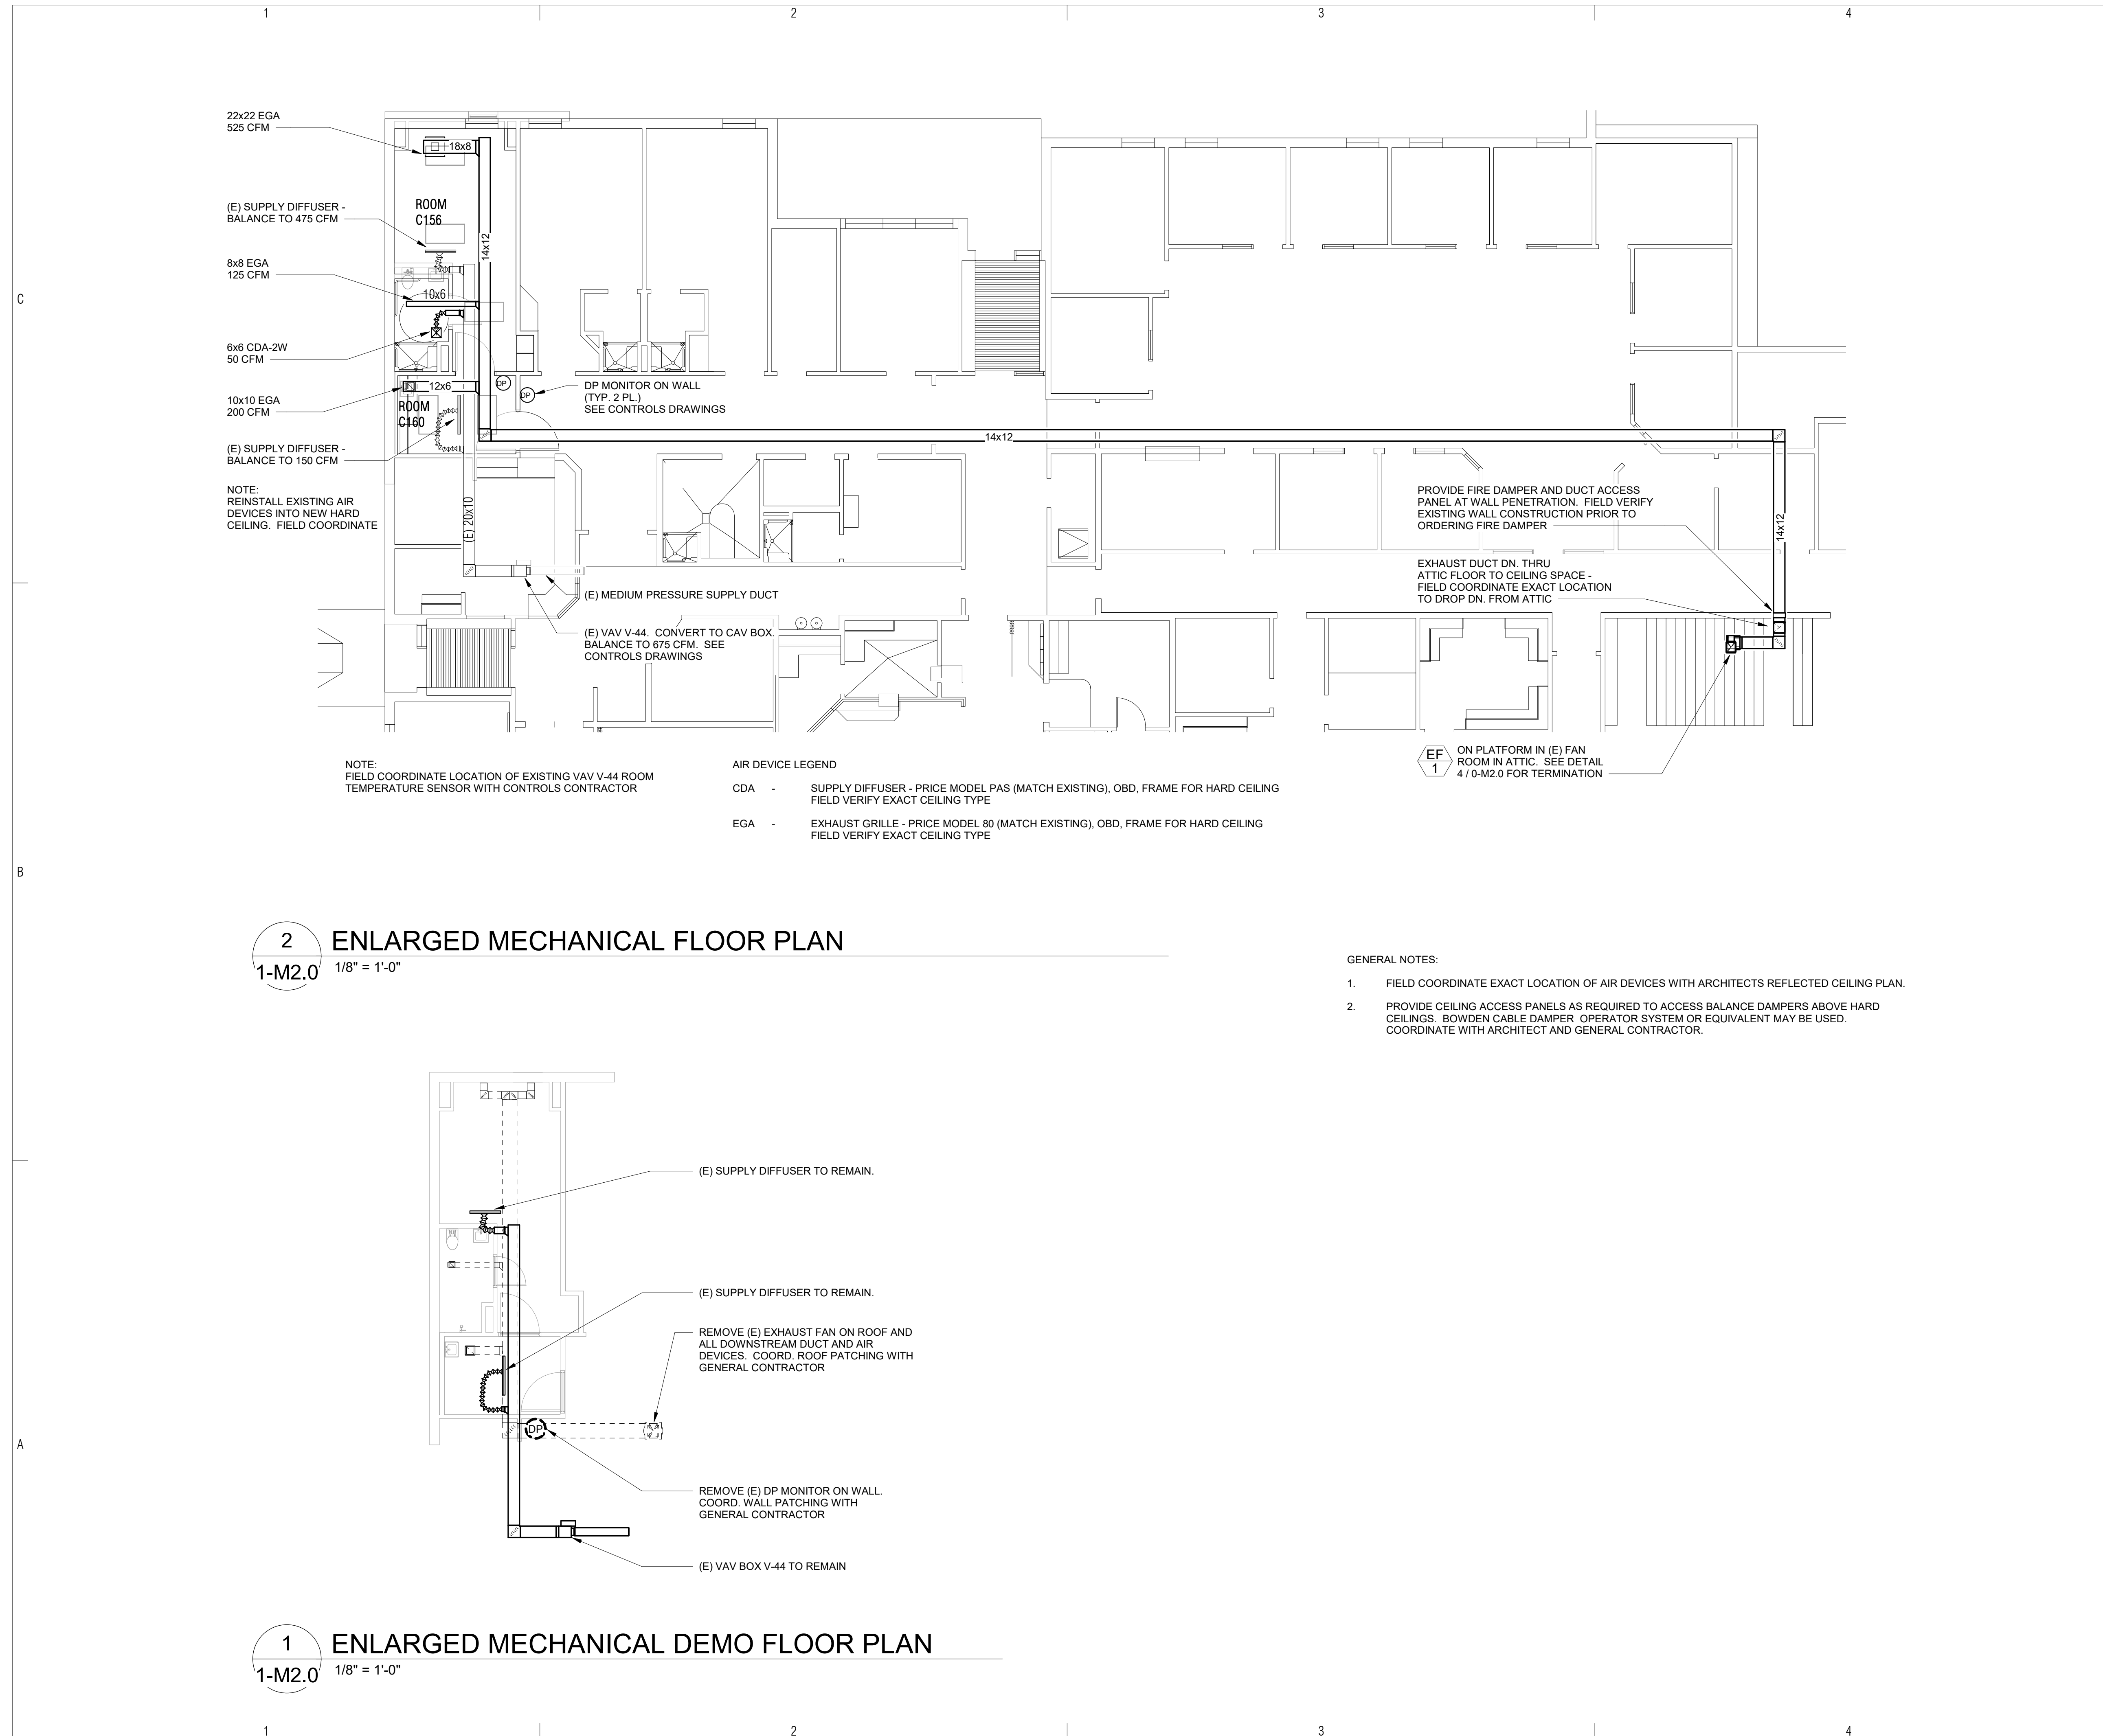 1
2
3
4
22x22 EGA
525 CFM
18x8
(E) SUPPLY DIFFUSER -
BALANCE TO 475 CFM
ROOM
C156
14x12
8x8 EGA
125 CFM
10x6
C
6x6 CDA-2W
50 CFM
12x6
10x10 EGA
200 CFM
ROOM
C160
DP
DP
DP MONITOR ON WALL
(TYP. 2 PL.)
SEE CONTROLS DRAWINGS
14x12
(E) SUPPLY DIFFUSER -
BALANCE TO 150 CFM
NOTE:
REINSTALL EXISTING AIR
DEVICES INTO NEW HARD
CEILING. FIELD COORDINATE
(E) 20x10
PROVIDE FIRE DAMPER AND DUCT ACCESS
PANEL AT WALL PENETRATION. FIELD VERIFY
EXISTING WALL CONSTRUCTION PRIOR TO
ORDERING FIRE DAMPER
14x12
EXHAUST DUCT DN. THRU
ATTIC FLOOR TO CEILING SPACE -
FIELD COORDINATE EXACT LOCATION
TO DROP DN. FROM ATTIC
(E) MEDIUM PRESSURE SUPPLY DUCT
(E) VAV V-44. CONVERT TO CAV BOX.
BALANCE TO 675 CFM. SEE
CONTROLS DRAWINGS
EF
1
ON PLATFORM IN (E) FAN
ROOM IN ATTIC. SEE DETAIL
4 / 0-M2.0 FOR TERMINATION
NOTE:
FIELD COORDINATE LOCATION OF EXISTING VAV V-44 ROOM
TEMPERATURE SENSOR WITH CONTROLS CONTRACTOR
AIR DEVICE LEGEND
CDA - SUPPLY DIFFUSER - PRICE MODEL PAS (MATCH EXISTING), OBD, FRAME FOR HARD CEILING
FIELD VERIFY EXACT CEILING TYPE
EGA - EXHAUST GRILLE - PRICE MODEL 80 (MATCH EXISTING), OBD, FRAME FOR HARD CEILING
FIELD VERIFY EXACT CEILING TYPE
B
2
1-M2.0
ENLARGED MECHANICAL FLOOR PLAN
1/8" = 1'-0"
GENERAL NOTES:
1. FIELD COORDINATE EXACT LOCATION OF AIR DEVICES WITH ARCHITECTS REFLECTED CEILING PLAN.
2. PROVIDE CEILING ACCESS PANELS AS REQUIRED TO ACCESS BALANCE DAMPERS ABOVE HARD
CEILINGS. BOWDEN CABLE DAMPER OPERATOR SYSTEM OR EQUIVALENT MAY BE USED.
COORDINATE WITH ARCHITECT AND GENERAL CONTRACTOR.
(E) SUPPLY DIFFUSER TO REMAIN.
(E) SUPPLY DIFFUSER TO REMAIN.
REMOVE (E) EXHAUST FAN ON ROOF AND
ALL DOWNSTREAM DUCT AND AIR
DEVICES. COORD. ROOF PATCHING WITH
GENERAL CONTRACTOR
A
DP
REMOVE (E) DP MONITOR ON WALL.
COORD. WALL PATCHING WITH
GENERAL CONTRACTOR
(E) VAV BOX V-44 TO REMAIN
1
1-M2.0
ENLARGED MECHANICAL DEMO FLOOR PLAN
1/8" = 1'-0"
1
2
3
4